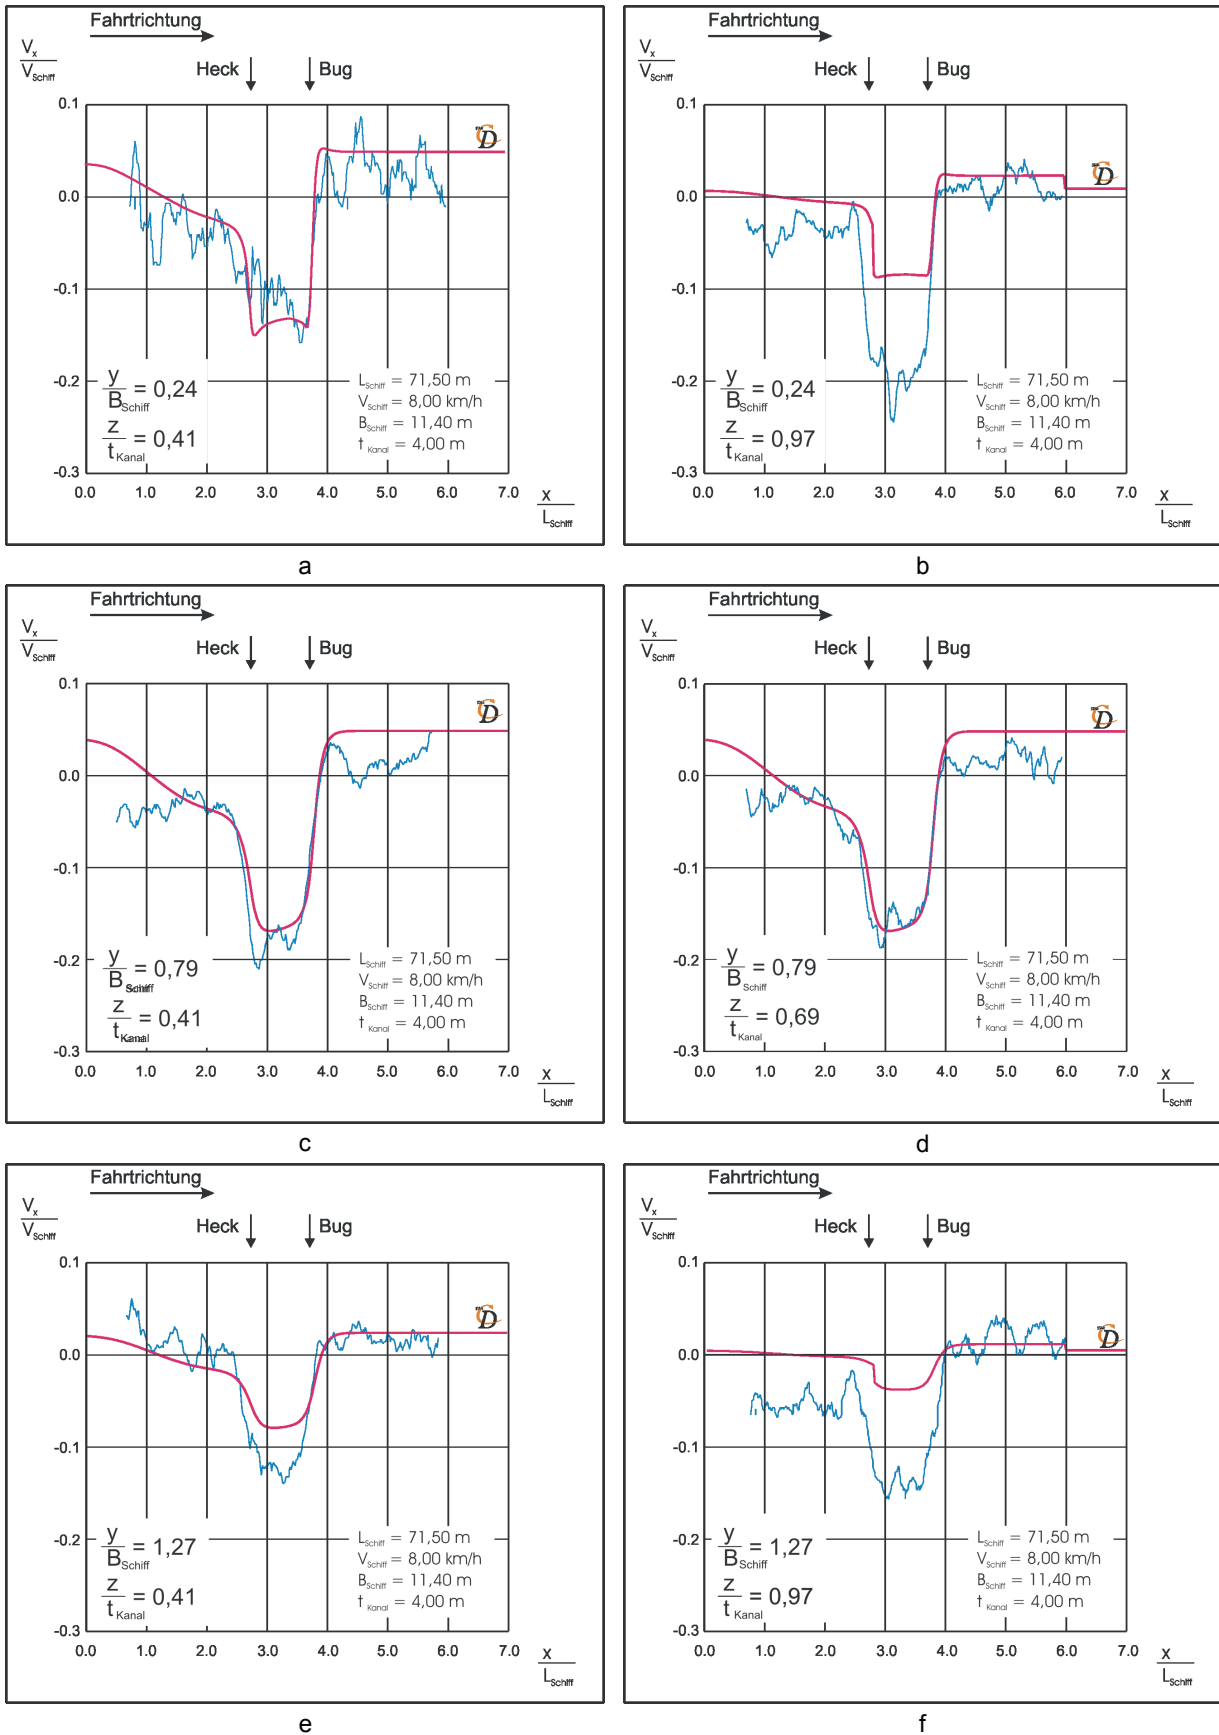 Fahrtrichtung
Vx
VSchiff
Heck
Bug
0.1
0.0
-0.1
-0.2
-0.3
y
BSchiff = 0,24
z
tKanal = 0,41
LSchiff = 71,50 m
VSchiff = 8,00 km/h
BSchiff = 11,40 m
tKanal = 4,00 m
0.0 1.0 2.0 3.0 4.0 5.0 6.0 7.0
x
LSchiff
a
Fahrtrichtung
Vx
VSchiff
Heck
Bug
0.1
0.0
-0.1
-0.2
-0.3
y
BSchiff = 0,24
z
tKanal = 0,97
LSchiff = 71,50 m
VSchiff = 8,00 km/h
BSchiff = 11,40 m
tKanal = 4,00 m
0.0 1.0 2.0 3.0 4.0 5.0 6.0 7.0
x
LSchiff
b
Fahrtrichtung
Vx
VSchiff
Heck
Bug
0.1
0.0
-0.1
-0.2
-0.3
y
BSchiff = 0,79
z
tKanal = 0,41
LSchiff = 71,50 m
VSchiff = 8,00 km/h
BSchiff = 11,40 m
tKanal = 4,00 m
0.0 1.0 2.0 3.0 4.0 5.0 6.0 7.0
x
LSchiff
c
Fahrtrichtung
Vx
VSchiff
Heck
Bug
0.1
0.0
-0.1
-0.2
-0.3
y
BSchiff = 0,79
z
tKanal = 0,69
LSchiff = 71,50 m
VSchiff = 8,00 km/h
BSchiff = 11,40 m
tKanal = 4,00 m
0.0 1.0 2.0 3.0 4.0 5.0 6.0 7.0
x
LSchiff
d
Fahrtrichtung
Vx
VSchiff
Heck
Bug
0.1
0.0
-0.1
-0.2
-0.3
y
BSchiff = 1,27
z
tKanal = 0,41
LSchiff = 71,50 m
VSchiff = 8,00 km/h
BSchiff = 11,40 m
tKanal = 4,00 m
0.0 1.0 2.0 3.0 4.0 5.0 6.0 7.0
x
LSchiff
e
Fahrtrichtung
Vx
VSchiff
Heck
Bug
0.1
0.0
-0.1
-0.2
-0.3
y
BSchiff = 1,27
z
tKanal = 0,97
LSchiff = 71,50 m
VSchiff = 8,00 km/h
BSchiff = 11,40 m
tKanal = 4,00 m
0.0 1.0 2.0 3.0 4.0 5.0 6.0 7.0
x
LSchiff
f